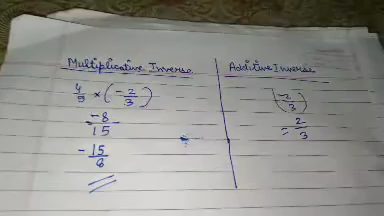 Multiplicative Inverse
4/5 × (-2/3)
-8/15
- 15/8
Additive Inverse
(-2/3)
= 2/3